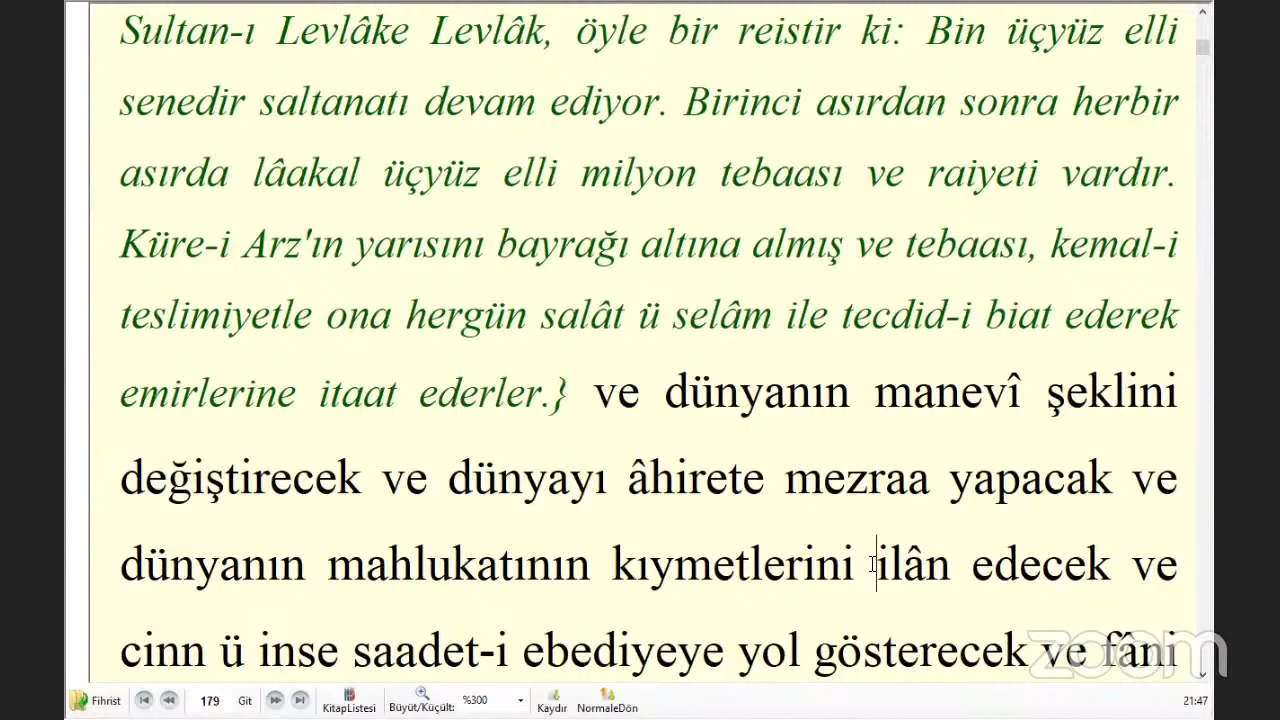 Sultan-ı Levlâke Levlâk, öyle bir reistir ki: Bin üçyüz elli
senedir saltanatı devam ediyor. Birinci asırdan sonra herbir
asırda lâakal üçyüz elli milyon tebaası ve raiyeti vardır.
Küre-i Arz'ın yarısını bayrağı altına almış ve tebaası, kemal-i
teslimiyetle ona hergün salât ü selâm ile tecdid-i biat ederek
emirlerine itaat ederler.} ve dünyanın manevî şeklini
değiştirecek ve dünyayı âhirete mezraa yapacak ve
dünyanın mahlukatının kıymetlerini ilân edecek ve
cinn ü inse saadet-i ebediyeye yol gösterecek ve fâni
zoom
Fihrist 179 Git KitapListesi Büyüt/Küçült: %300 Kaydır NormaleDön 21:47